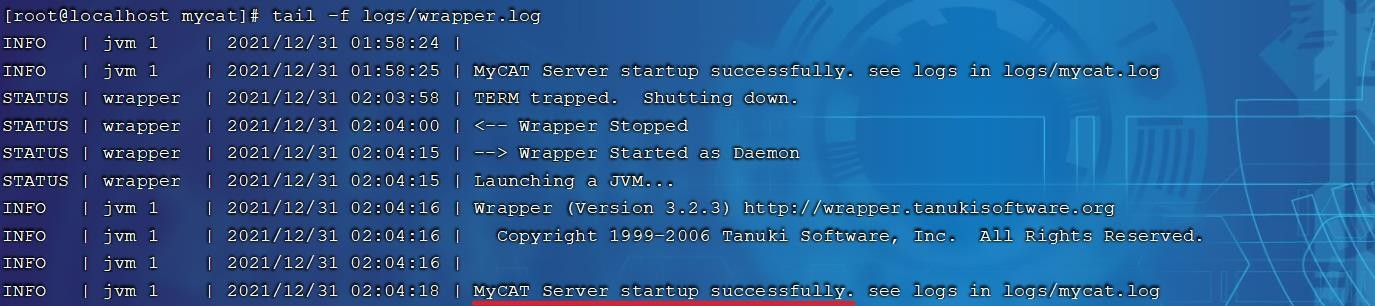 [root@localhost mycat]# tail -f logs/wrapper.log
INFO   | jvm 1    | 2021/12/31 01:58:24 |
INFO   | jvm 1    | 2021/12/31 01:58:25 | MyCAT Server startup successfully. see logs in logs/mycat.log
STATUS | wrapper  | 2021/12/31 02:03:58 | TERM trapped.  Shutting down.
STATUS | wrapper  | 2021/12/31 02:04:00 | <-- Wrapper Stopped
STATUS | wrapper  | 2021/12/31 02:04:15 | --> Wrapper Started as Daemon
STATUS | wrapper  | 2021/12/31 02:04:15 | Launching a JVM...
INFO   | jvm 1    | 2021/12/31 02:04:16 | Wrapper (Version 3.2.3) http://wrapper.tanukisoftware.org
INFO   | jvm 1    | 2021/12/31 02:04:16 |   Copyright 1999-2006 Tanuki Software, Inc.  All Rights Reserved.
INFO   | jvm 1    | 2021/12/31 02:04:16 |
INFO   | jvm 1    | 2021/12/31 02:04:18 | MyCAT Server startup successfully. see logs in logs/mycat.log